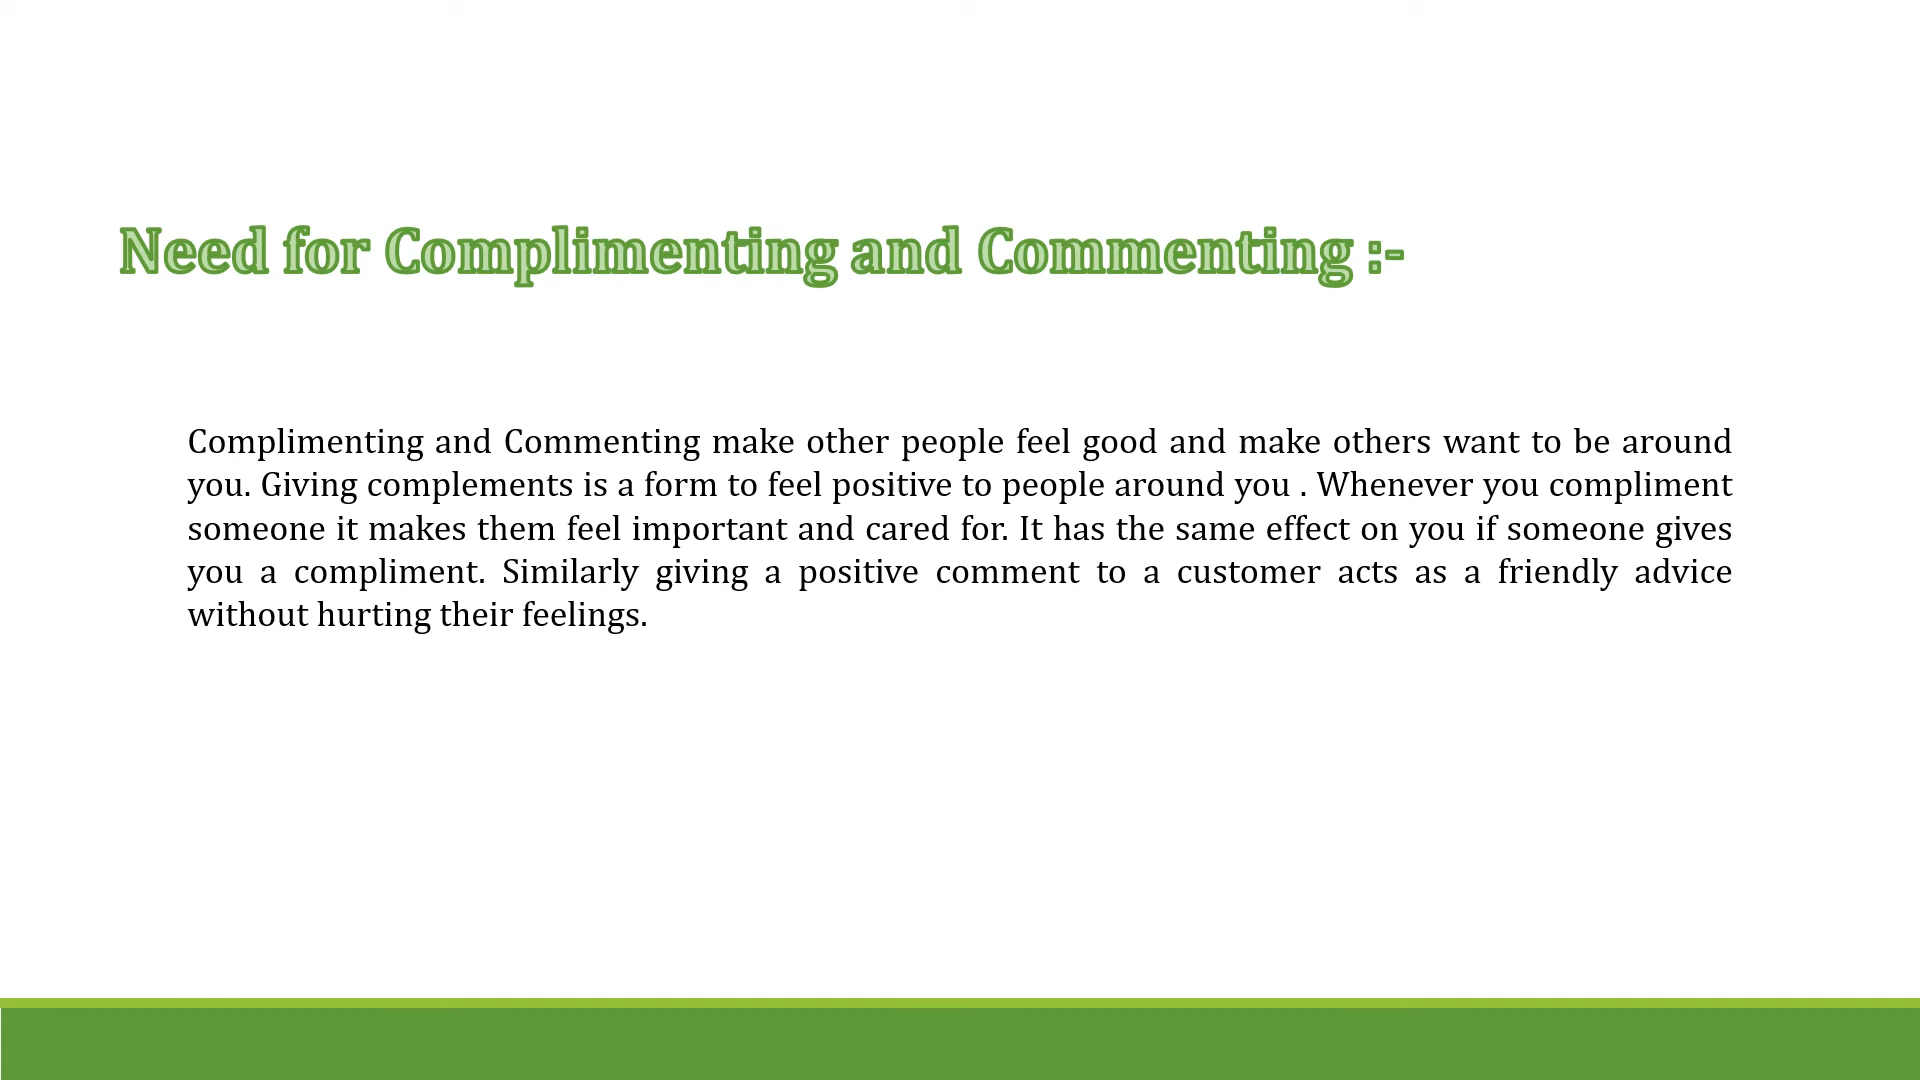 Need for Complimenting and Commenting :-
Complimenting and Commenting make other people feel good and make others want to be around
you. Giving complements is a form to feel positive to people around you . Whenever you compliment
someone it makes them feel important and cared for. It has the same effect on you if someone gives
you a compliment. Similarly giving a positive comment to a customer acts as a friendly advice
without hurting their feelings.